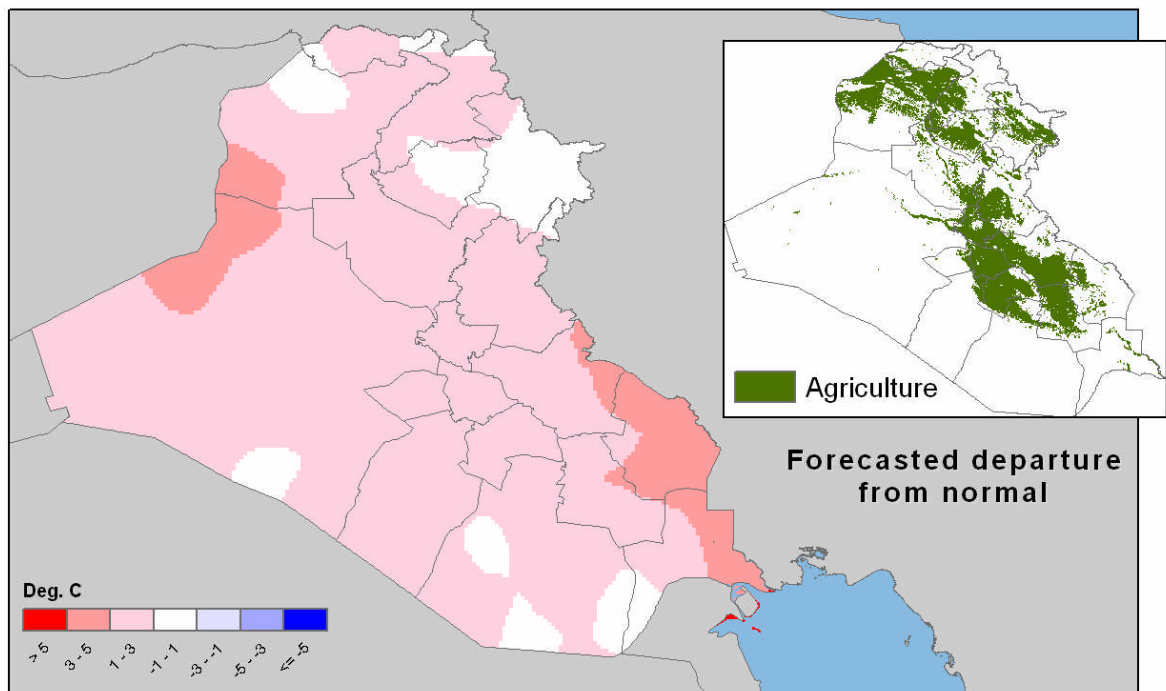 Agriculture
Forecasted departure
from normal
Deg. C
> 5
3 - 5
1 - 3
-1 - 1
-3 - -1
-5 - -3
<= -5